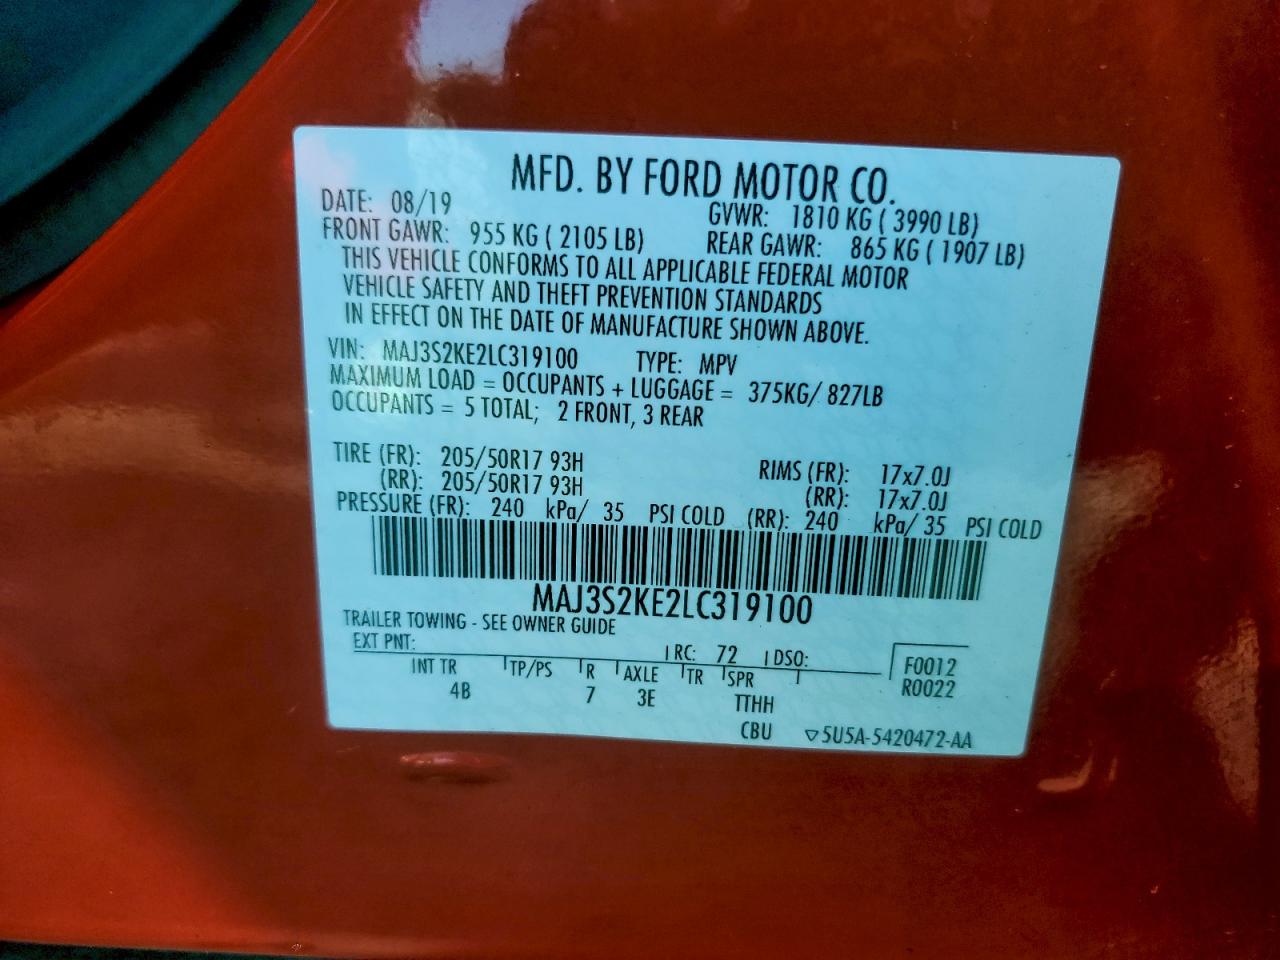 MFD. BY FORD MOTOR CO.
DATE: 08/19 GVWR: 1810 KG ( 3990 LB)
FRONT GAWR: 955 KG ( 2105 LB) REAR GAWR: 865 KG ( 1907 LB)
THIS VEHICLE CONFORMS TO ALL APPLICABLE FEDERAL MOTOR
VEHICLE SAFETY AND THEFT PREVENTION STANDARDS
IN EFFECT ON THE DATE OF MANUFACTURE SHOWN ABOVE.
VIN: MAJ3S2KE2LC319100 TYPE: MPV
MAXIMUM LOAD = OCCUPANTS + LUGGAGE = 375KG/ 827LB
OCCUPANTS = 5 TOTAL; 2 FRONT, 3 REAR
TIRE (FR): 205/50R17 93H RIMS (FR): 17x7.0J
(RR): 205/50R17 93H (RR): 17x7.0J
PRESSURE (FR): 240 kPa/ 35 PSI COLD (RR): 240 kPa/ 35 PSI COLD
MAJ3S2KE2LC319100
TRAILER TOWING - SEE OWNER GUIDE
EXT PNT: RC: 72 DSO: F0012
INT TR TP/PS R AXLE TR SPR R0022
4B 7 3E TTHH
CBU ▽5U5A-5420472-AA